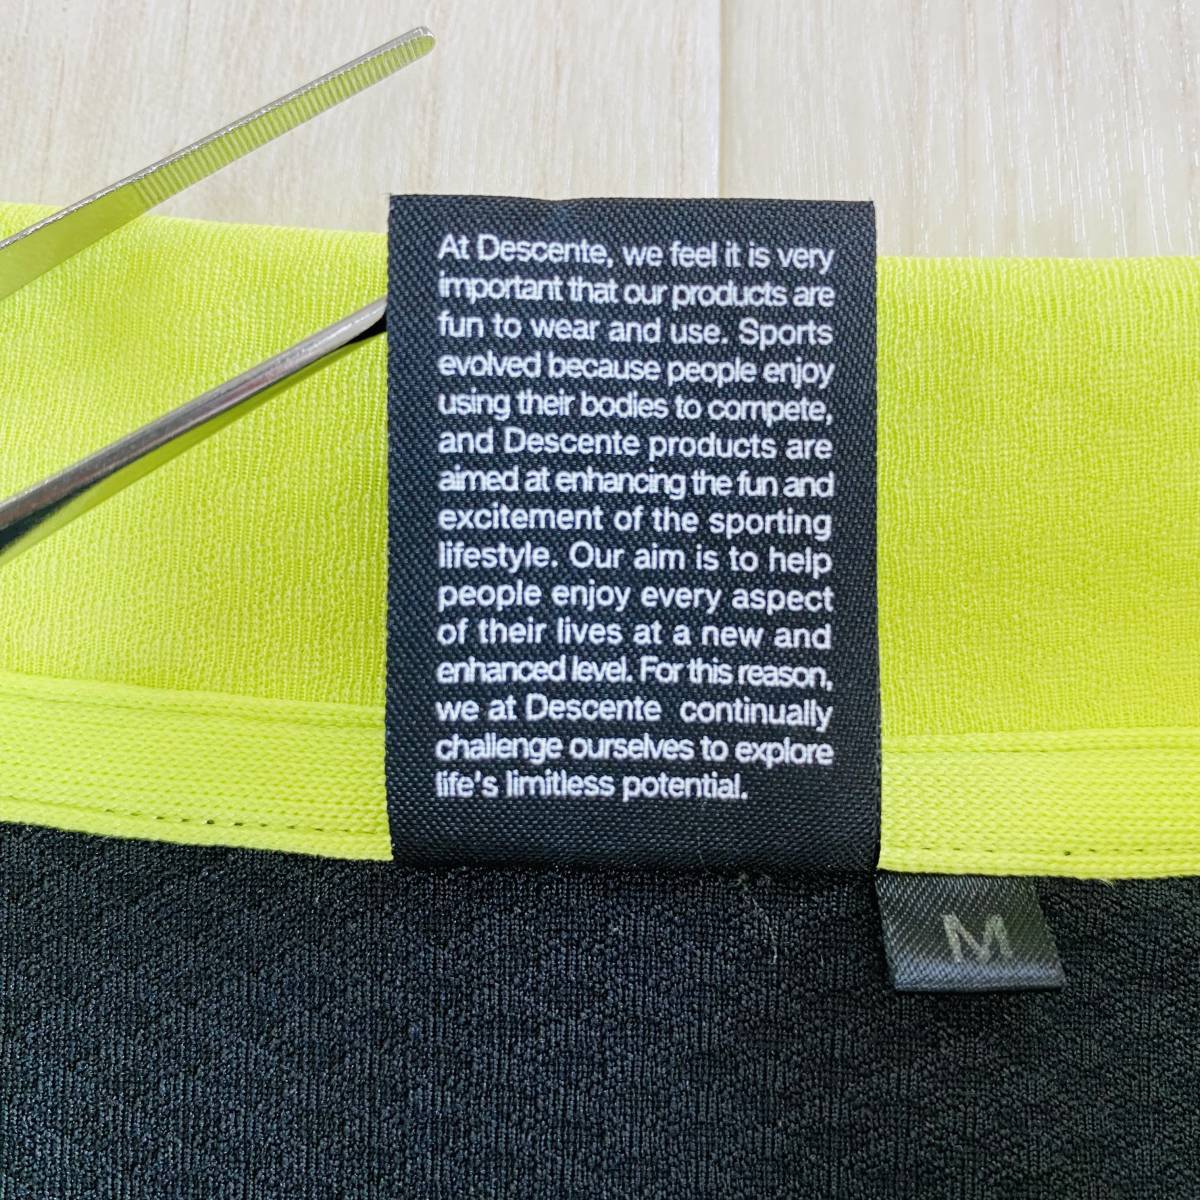 At Descente, we feel it is very
important that our products are
fun to wear and use. Sports
evolved because people enjoy
using their bodies to compete,
and Descente products are
aimed at enhancing the fun and
excitement of the sporting
lifestyle. Our aim is to help
people enjoy every aspect
of their lives at a new and
enhanced level. For this reason,
we at Descente continually
challenge ourselves to explore
life's limitless potential.
M